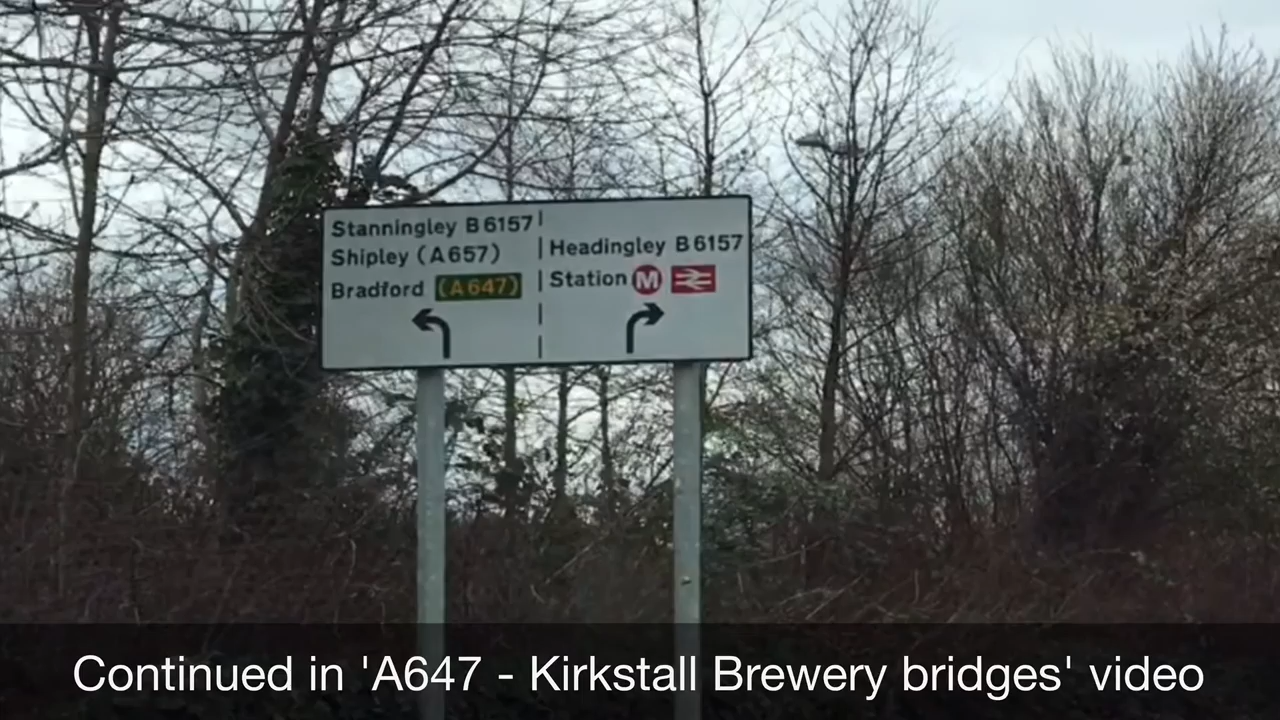 Stanningley B6157
Shipley (A657)
Bradford (A647)
Headingley B6157
Station M
Continued in 'A647 - Kirkstall Brewery bridges' video